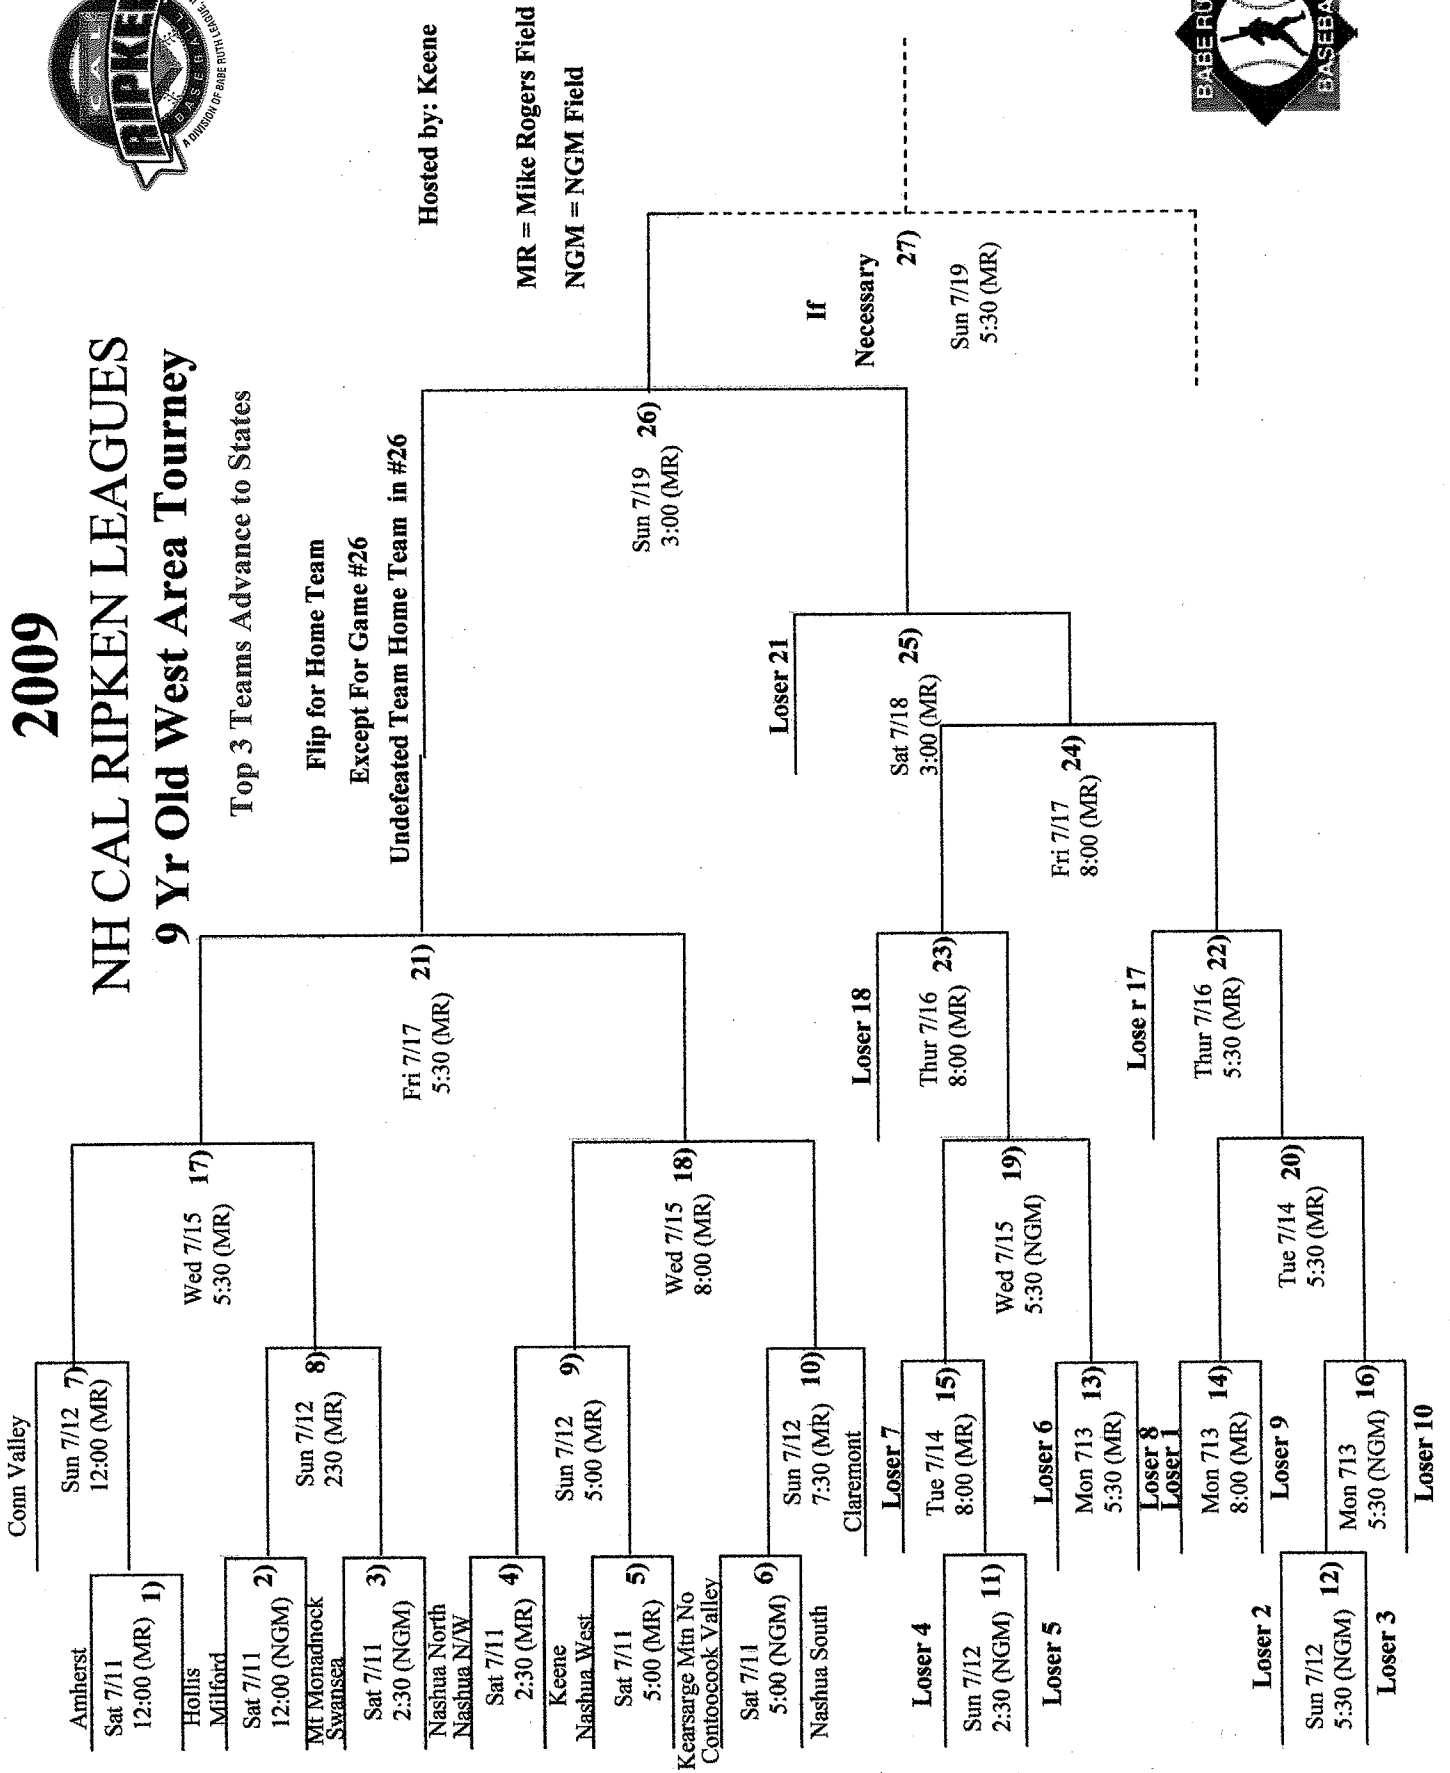 2009
NH CAL RIPKEN LEAGUES
9 Yr Old West Area Tourney
Top 3 Teams Advance to States
Flip for Home Team
Except For Game #26
Undefeated Team Home Team in #26
CAL
RIPKE
BASEBALL
A DIVISION OF BABE RUTH LEAGUE,
Hosted by: Keene
MR = Mike Rogers Field
NGM = NGM Field
BABE RU
BASEBA
Conn Valley
Sun 7/12
7)
12:00 (MR)
Amherst
Sat 7/11
12:00 (MR)
1)
Hollis
Milford
Sat 7/11
2)
12:00 (NGM)
Mt Monadnock
Swansea
Sat 7/11
3)
2:30 (NGM)
Nashua North
Nashua N/W
Sat 7/11
4)
2:30 (MR)
Keene
Nashua West
Sat 7/11
5)
5:00 (MR)
Kearsarge Mtn No
Contoocook Valley
Sat 7/11
6)
5:00 (NGM)
Nashua South
Sun 7/12
8)
230 (MR)
Sun 7/12
9)
5:00 (MR)
Sun 7/12
10)
7:30 (MR)
Claremont
Wed 7/15
17)
5:30 (MR)
Wed 7/15
18)
8:00 (MR)
Fri 7/17
21)
5:30 (MR)
Sun 7/19
26)
3:00 (MR)
If
Necessary
27)
Sun 7/19
5:30 (MR)
Loser 21
Sat 7/18
25)
3:00 (MR)
Fri 7/17
24)
8:00 (MR)
Loser 18
Thur 7/16
23)
8:00 (MR)
Lose r 17
Thur 7/16
22)
5:30 (MR)
Wed 7/15
19)
5:30 (NGM)
Tue 7/14
20)
5:30 (MR)
Loser 7
Tue 7/14
15)
8:00 (MR)
Loser 6
Mon 713
13)
5:30 (MR)
Loser 8
Loser 1
Mon 713
14)
8:00 (MR)
Loser 9
Mon 713
16)
5:30 (NGM)
Loser 10
Loser 4
Sun 7/12
11)
2:30 (NGM)
Loser 5
Loser 2
Sun 7/12
12)
5:30 (NGM)
Loser 3